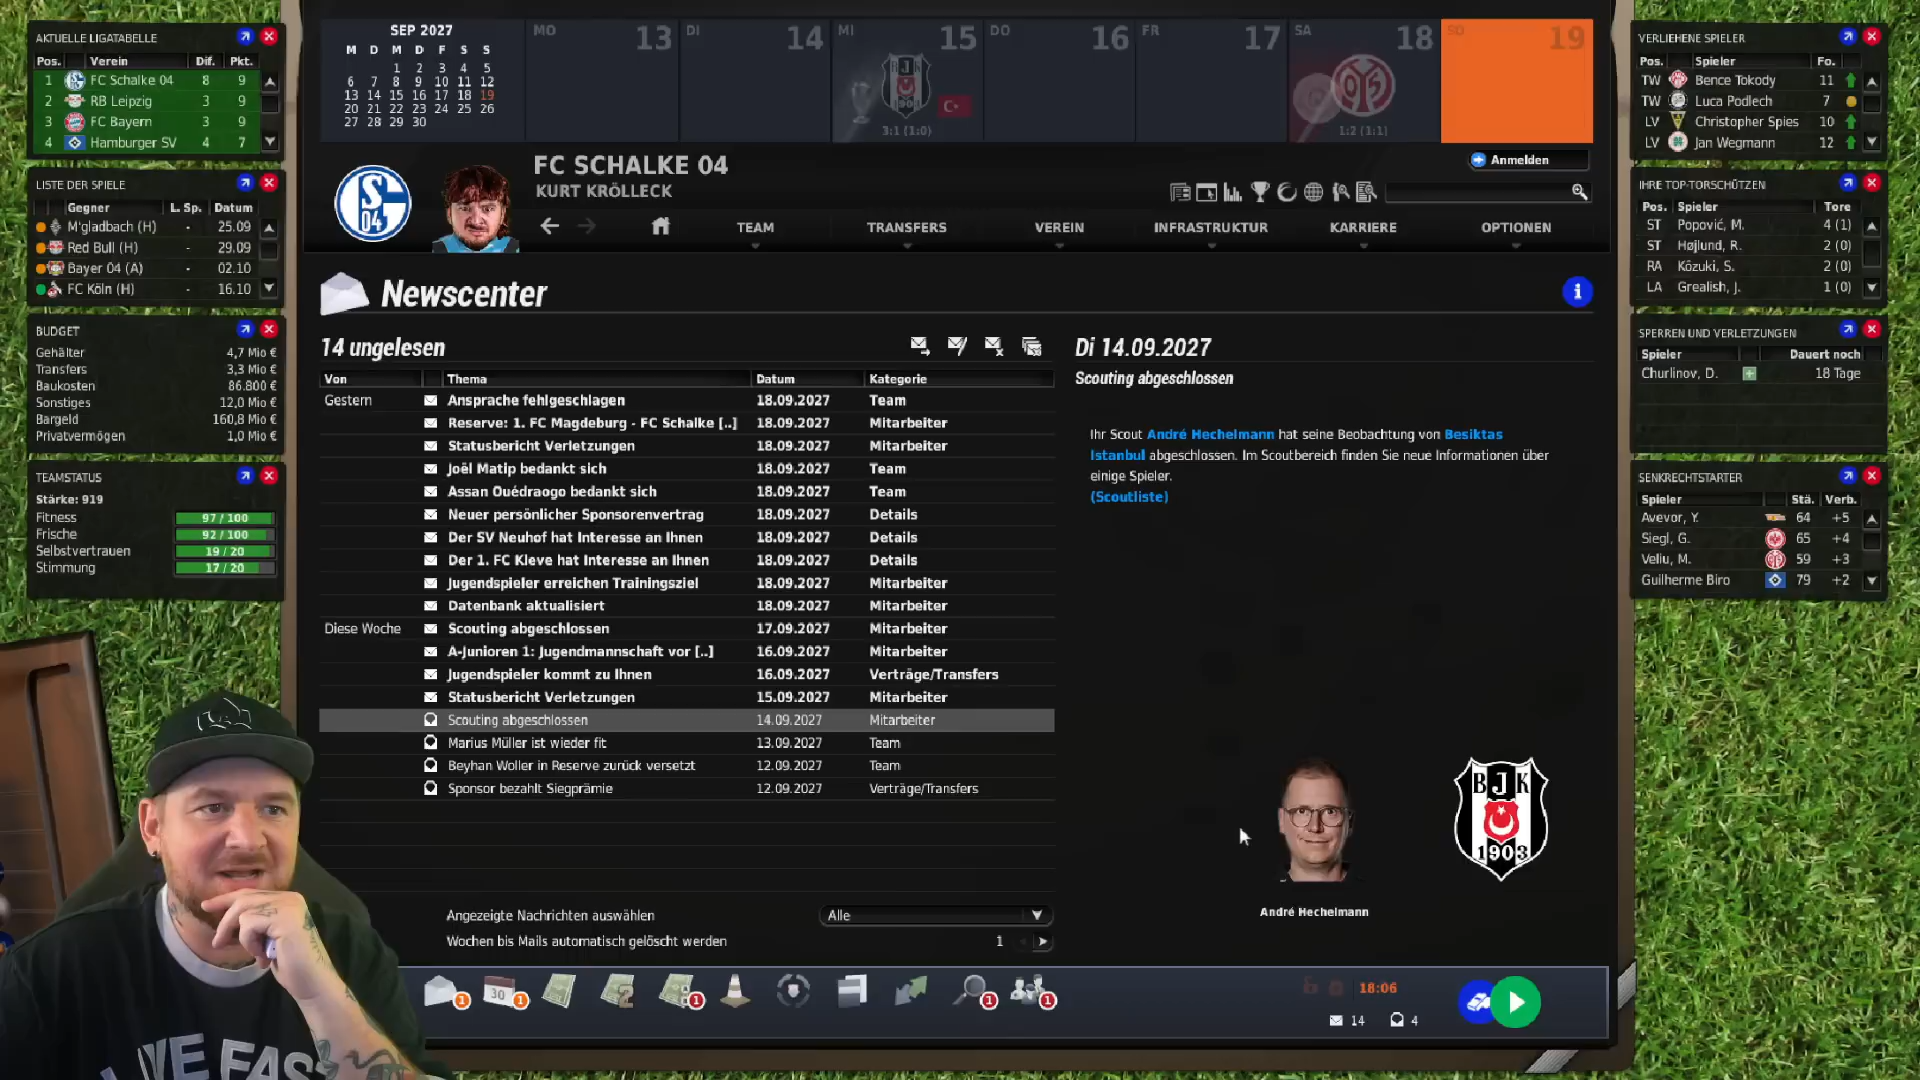 AKTUELLE LIGATABELLE
Pos. Verein Dif. Pkt.
1 FC Schalke 04 8 9
2 RB Leipzig 3 9
3 FC Bayern 3 9
4 Hamburger SV 4 7
LISTE DER SPIELE
Gegner L. Sp. Datum
M'gladbach (H) - 25.09
Red Bull (H) - 29.09
Bayer 04 (A) - 02.10
FC Köln (H) - 16.10
BUDGET
Gehälter 4,7 Mio €
Transfers 3,3 Mio €
Baukosten 86.800 €
Sonstiges 12,0 Mio €
Bargeld 160,8 Mio €
Privatvermögen 1,0 Mio €
TEAMSTATUS
Stärke: 919
Fitness 97 / 100
Frische 92 / 100
Selbstvertrauen 19 / 20
Stimmung 17 / 20
SEP 2027
M D M D F S S
1 2 3 4 5
6 7 8 9 10 11 12
13 14 15 16 17 18 19
20 21 22 23 24 25 26
27 28 29 30
MO 13
DI 14
MI 15
BJK
1903
3:1 (1:0)
DO 16
FR 17
SA 18
1:2 (1:1)
SO 19
S 04
FC SCHALKE 04
KURT KRÖLLECK
Anmelden
TEAM TRANSFERS VEREIN INFRASTRUKTUR KARRIERE OPTIONEN
Newscenter
i
14 ungelesen
Von Thema Datum Kategorie
Gestern Ansprache fehlgeschlagen 18.09.2027 Team
Reserve: 1. FC Magdeburg - FC Schalke [..] 18.09.2027 Mitarbeiter
Statusbericht Verletzungen 18.09.2027 Mitarbeiter
Joël Matip bedankt sich 18.09.2027 Team
Assan Ouédraogo bedankt sich 18.09.2027 Team
Neuer persönlicher Sponsorenvertrag 18.09.2027 Details
Der SV Neuhof hat Interesse an Ihnen 18.09.2027 Details
Der 1. FC Kleve hat Interesse an Ihnen 18.09.2027 Details
Jugendspieler erreichen Trainingsziel 18.09.2027 Mitarbeiter
Datenbank aktualisiert 18.09.2027 Mitarbeiter
Diese Woche Scouting abgeschlossen 17.09.2027 Mitarbeiter
A-Junioren 1: Jugendmannschaft vor [..] 16.09.2027 Mitarbeiter
Jugendspieler kommt zu Ihnen 16.09.2027 Verträge/Transfers
Statusbericht Verletzungen 15.09.2027 Mitarbeiter
Scouting abgeschlossen 14.09.2027 Mitarbeiter
Marius Müller ist wieder fit 13.09.2027 Team
Beyhan Woller in Reserve zurück versetzt 12.09.2027 Team
Sponsor bezahlt Siegprämie 12.09.2027 Verträge/Transfers
Angezeigte Nachrichten auswählen Alle
Wochen bis Mails automatisch gelöscht werden 1
Di 14.09.2027
Scouting abgeschlossen
Ihr Scout André Hechelmann hat seine Beobachtung von Besiktas
Istanbul abgeschlossen. Im Scoutbereich finden Sie neue Informationen über
einige Spieler.
(Scoutliste)
André Hechelmann
BJK
1903
1 30 1 2 1 1 1
18:06
14 4
VERLIEHENE SPIELER
Pos. Spieler Fo.
TW Bence Tokody 11
TW Luca Podlech 7
LV Christopher Spies 10
LV Jan Wegmann 12
IHRE TOP-TORSCHÜTZEN
Pos. Spieler Tore
ST Popović, M. 4 (1)
ST Højlund, R. 2 (0)
RA Kōzuki, S. 2 (0)
LA Grealish, J. 1 (0)
SPERREN UND VERLETZUNGEN
Spieler Dauert noch
Churlinov, D. 18 Tage
SENKRECHTSTARTER
Spieler Stä. Verb.
Avevor, Y. 64 +5
Siegl, G. 65 +4
Veliu, M. 59 +3
Guilherme Biro 79 +2
LIVE FAS